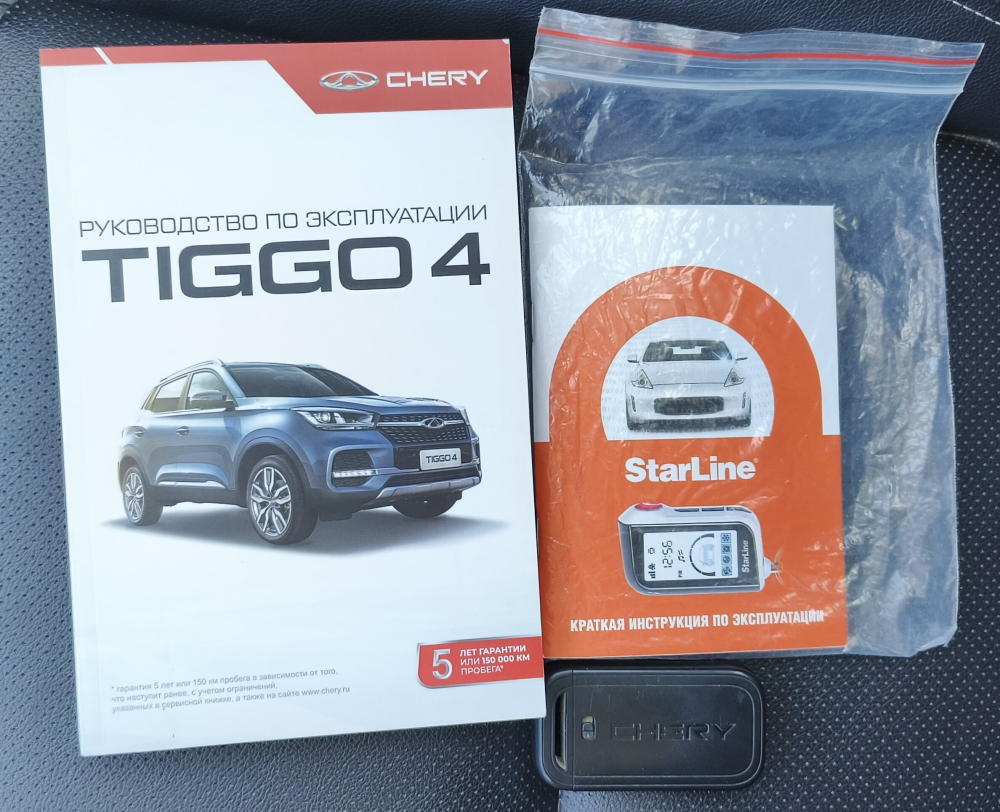 CHERY
РУКОВОДСТВО ПО ЭКСПЛУАТАЦИИ
TIGGO 4
TIGGO 4
5 ЛЕТ ГАРАНТИИ
ИЛИ 150 000 КМ
ПРОБЕГА*
* гарантия 5 лет или 150 км пробега в зависимости от того,
что наступит ранее, с учетом ограничений,
указанных в сервисной книжке, а также на сайте www.chery.ru
StarLine
12:56
StarLine
КРАТКАЯ ИНСТРУКЦИЯ ПО ЭКСПЛУАТАЦИИ
CHERY